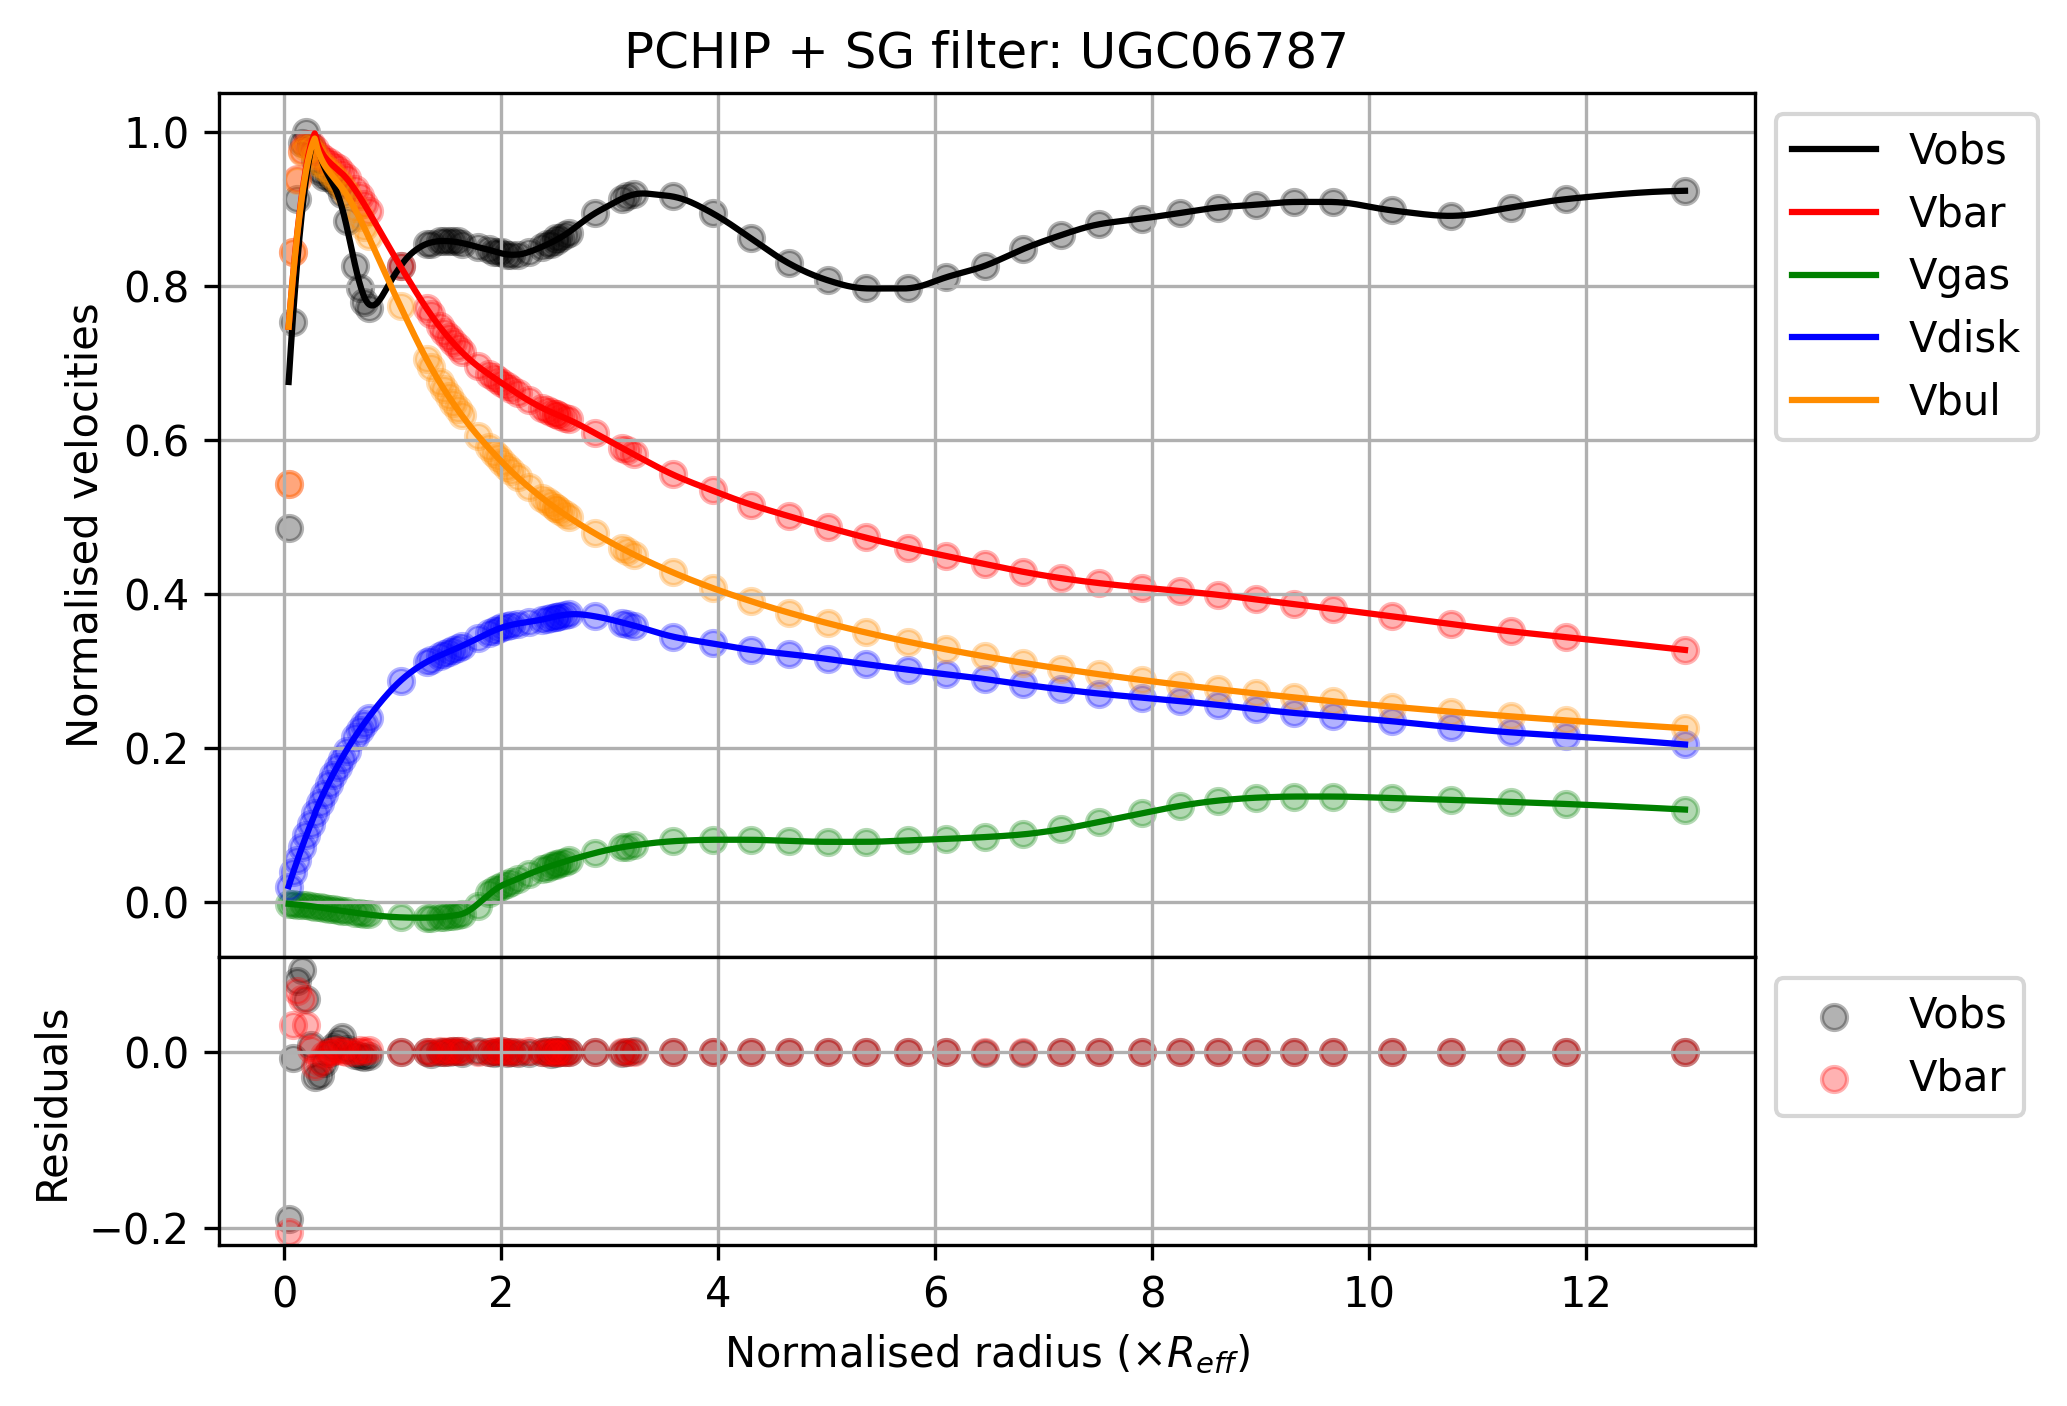 PCHIP + SG filter: UGC06787
Normalised velocities
1.0
0.8
0.6
0.4
0.2
0.0
Vobs
Vbar
Vgas
Vdisk
Vbul
Residuals
0.0
−0.2
Vobs
Vbar
0 2 4 6 8 10 12
Normalised radius (×R_eff)